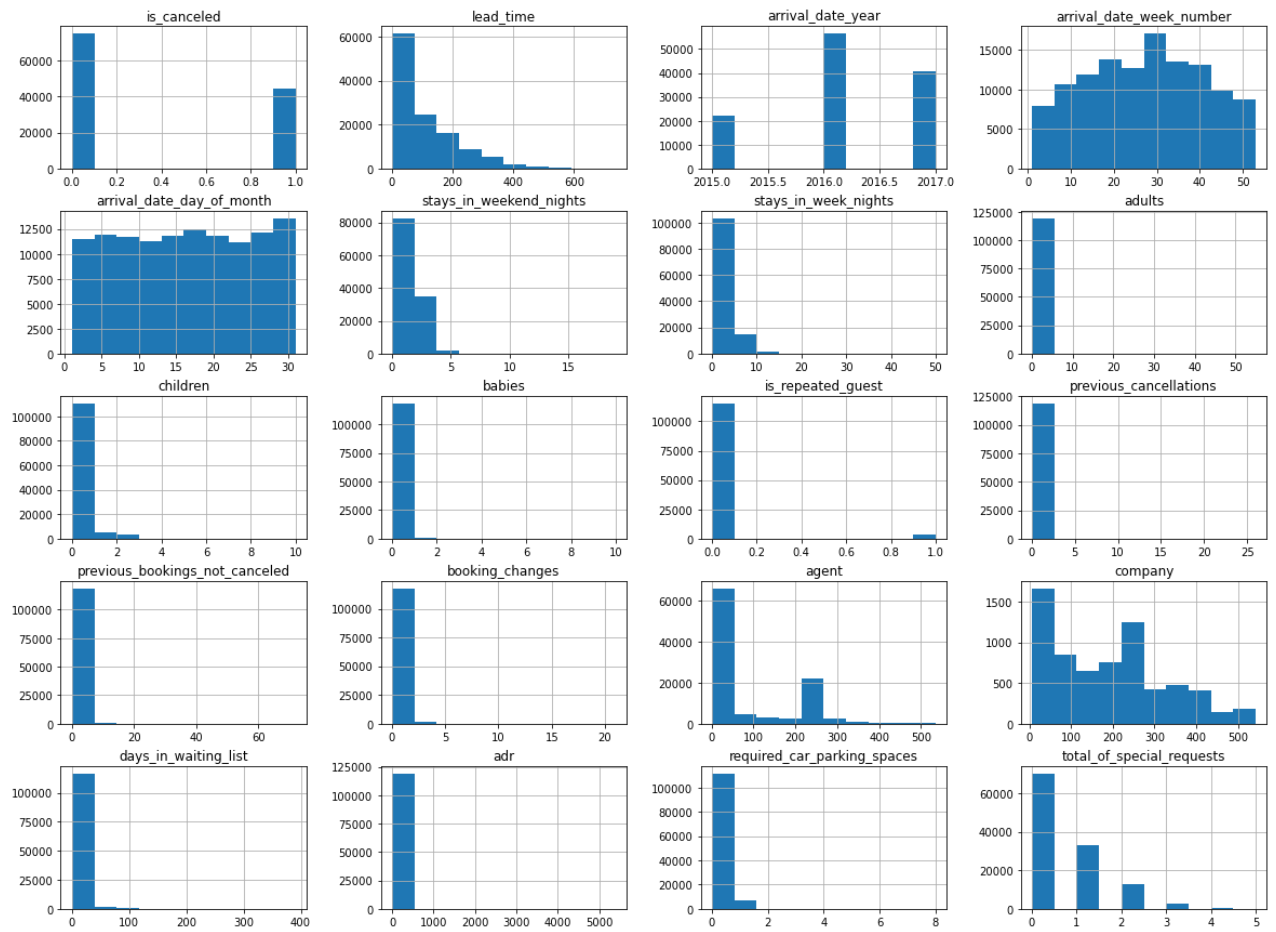 is_canceled lead_time arrival_date_year arrival_date_week_number
60000 40000 20000 0
0.0 0.2 0.4 0.6 0.8 1.0
60000 40000 20000 0
0 200 400 600
50000 40000 30000 20000 10000 0
2015.0 2015.5 2016.0 2016.5 2017.0
15000 10000 5000 0
0 10 20 30 40 50
arrival_date_day_of_month stays_in_weekend_nights stays_in_week_nights adults
12500 10000 7500 5000 2500 0
0 5 10 15 20 25 30
80000 60000 40000 20000 0
0 5 10 15
100000 80000 60000 40000 20000 0
0 10 20 30 40 50
125000 100000 75000 50000 25000 0
0 10 20 30 40 50
children babies is_repeated_guest previous_cancellations
100000 80000 60000 40000 20000 0
0 2 4 6 8 10
100000 75000 50000 25000 0
0 2 4 6 8 10
100000 75000 50000 25000 0
0.0 0.2 0.4 0.6 0.8 1.0
125000 100000 75000 50000 25000 0
0 5 10 15 20 25
previous_bookings_not_canceled booking_changes agent company
100000 75000 50000 25000 0
0 20 40 60
100000 75000 50000 25000 0
0 5 10 15 20
60000 40000 20000 0
0 100 200 300 400 500
1500 1000 500 0
0 100 200 300 400 500
days_in_waiting_list adr required_car_parking_spaces total_of_special_requests
100000 75000 50000 25000 0
0 100 200 300 400
125000 100000 75000 50000 25000 0
0 1000 2000 3000 4000 5000
100000 80000 60000 40000 20000 0
0 2 4 6 8
60000 40000 20000 0
0 1 2 3 4 5